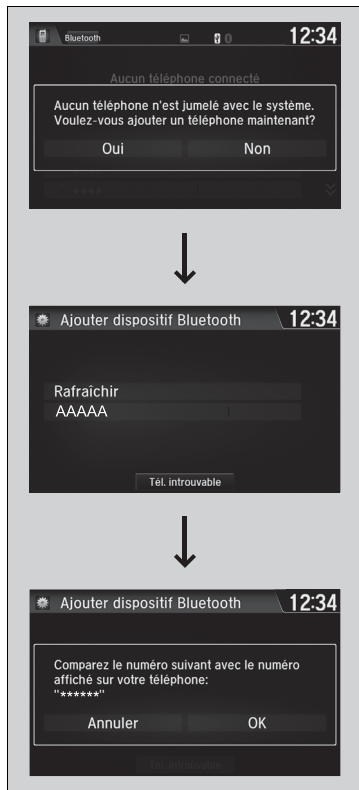 Bluetooth
0
12:34
Aucun téléphone connecté
Aucun téléphone n'est jumelé avec le système.
Voulez-vous ajouter un téléphone maintenant?
Oui Non
Ajouter dispositif Bluetooth 12:34
Rafraîchir
AAAAA
Tél. introuvable
Ajouter dispositif Bluetooth 12:34
Comparez le numéro suivant avec le numéro
affiché sur votre téléphone:
"******"
Annuler OK
Tél. introuvable